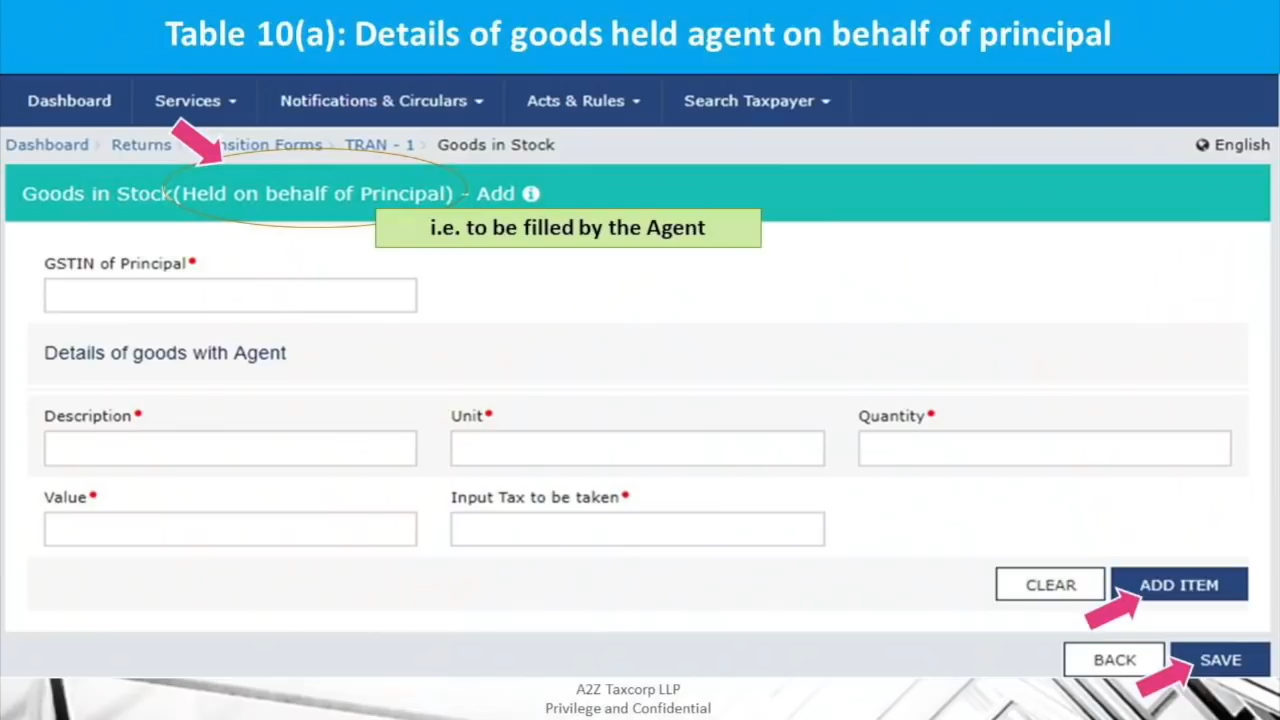 Table 10(a): Details of goods held agent on behalf of principal
Dashboard Services Notifications & Circulars Acts & Rules Search Taxpayer
Dashboard Returns Forms TRAN - 1 Goods in Stock English
Goods in Stock(Held on behalf of Principal) - Add
i.e. to be filled by the Agent
GSTIN of Principal•
Details of goods with Agent
Description• Unit• Quantity•
Value• Input Tax to be taken•
CLEAR ADD ITEM
BACK SAVE
A2Z Taxcorp LLP
Privilege and Confidential